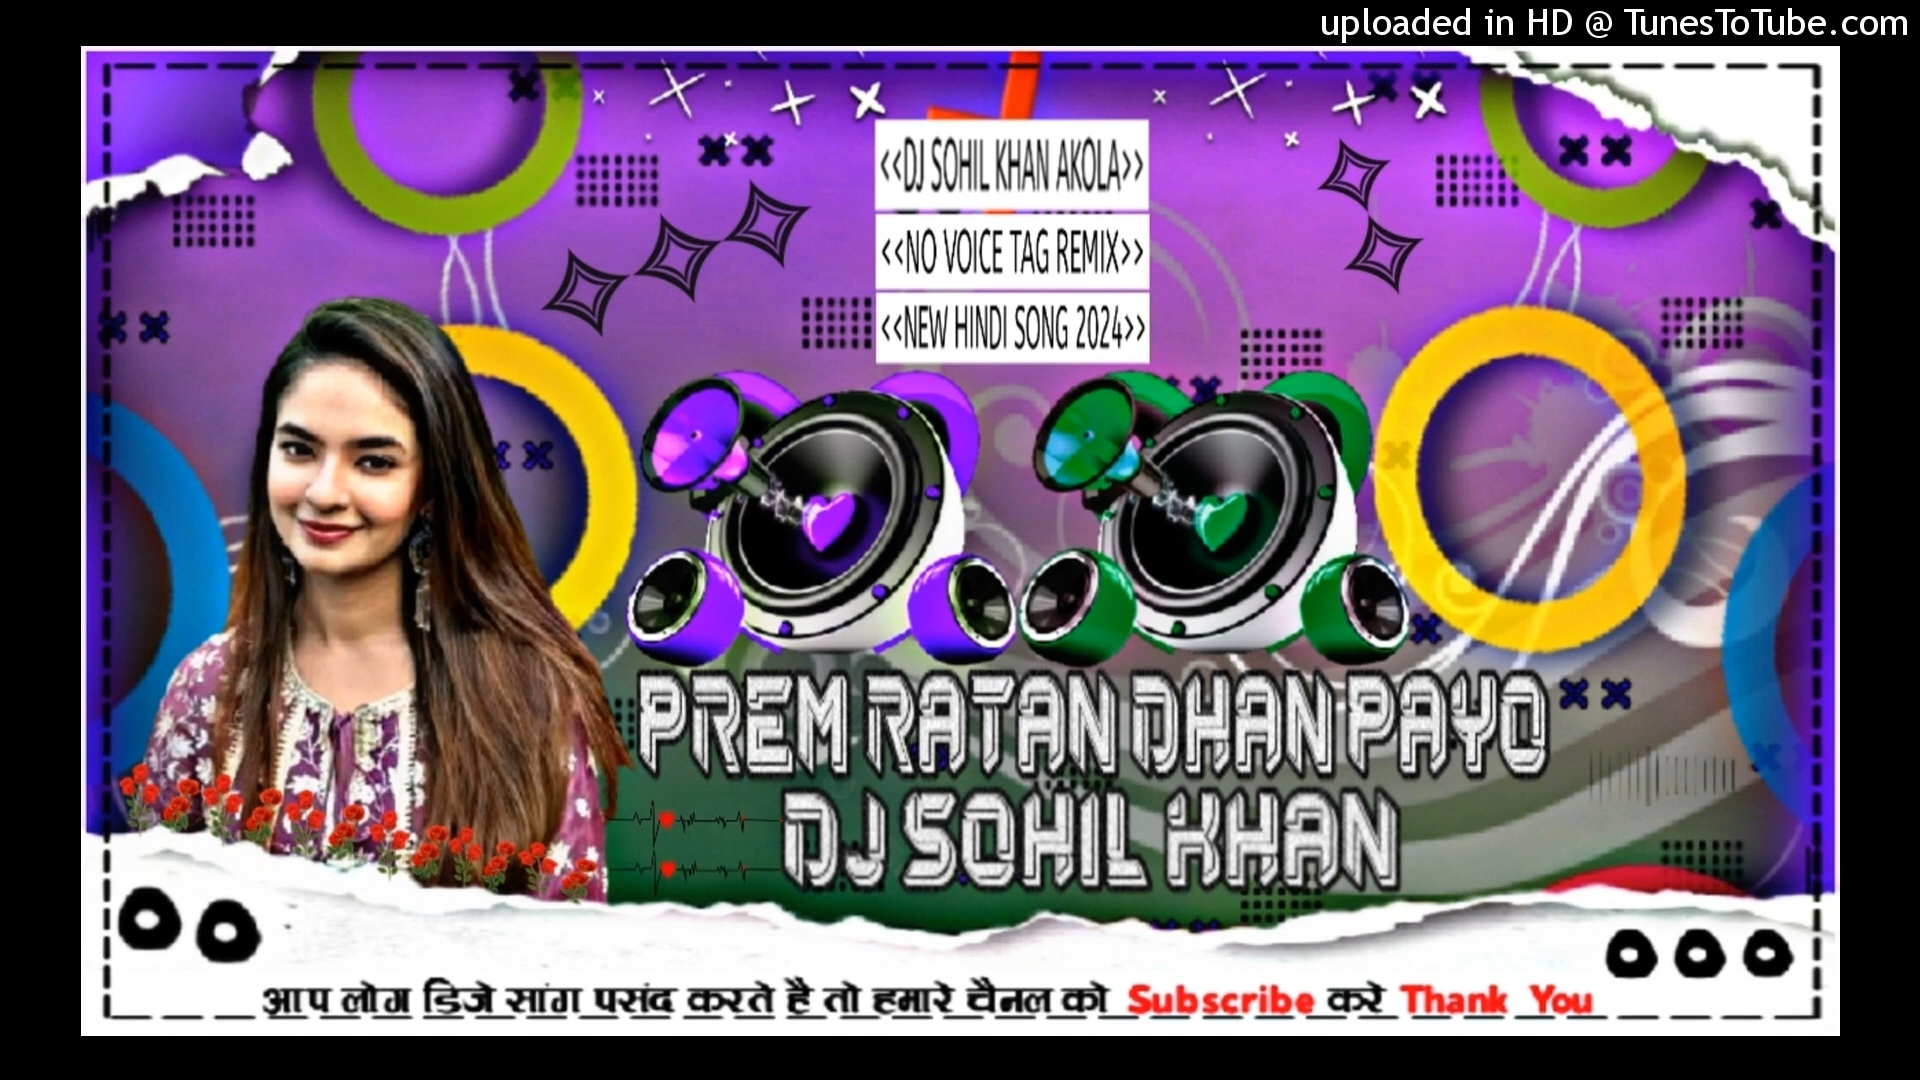 uploaded in HD @ TunesToTube.com
<<DJ SOHIL KHAN AKOLA>>
<<NO VOICE TAG REMIX>>
<<NEW HINDI SONG 2024>>
PREM RATAN DHAN PAYO
DJ SOHIL KHAN
आप लोग डिजे सांग पसंद करते है तो हमारे चैनल को Subscribe करे Thank You